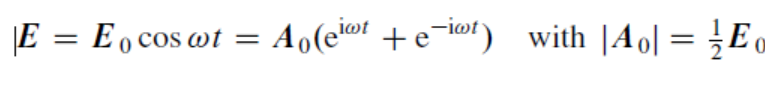 |E = E₀ cos ωt = A₀(e^{iωt} + e^{−iωt}) with |A₀| = ½E₀